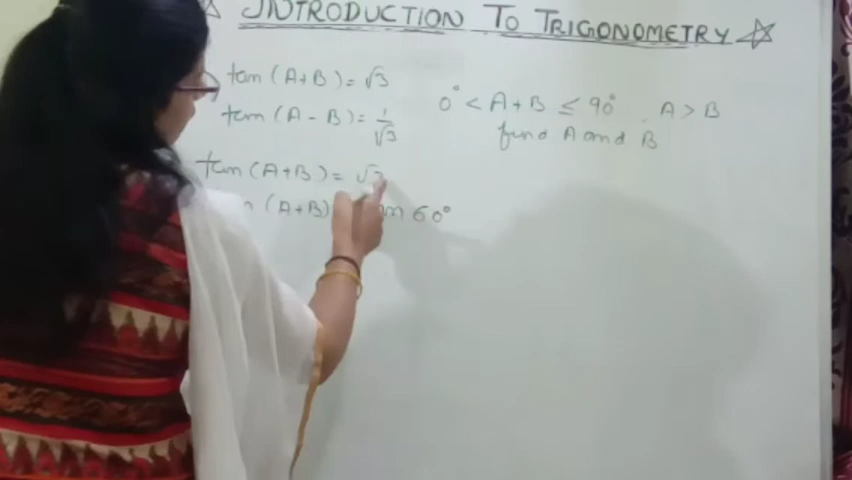 ☆ INTRODUCTION TO TRIGONOMETRY ☆
tan (A+B) = √3
tan (A - B) = 1/√3
0° < A + B ≤ 90° A > B
find A and B
tan (A+B) = √3
(A+B) 60°